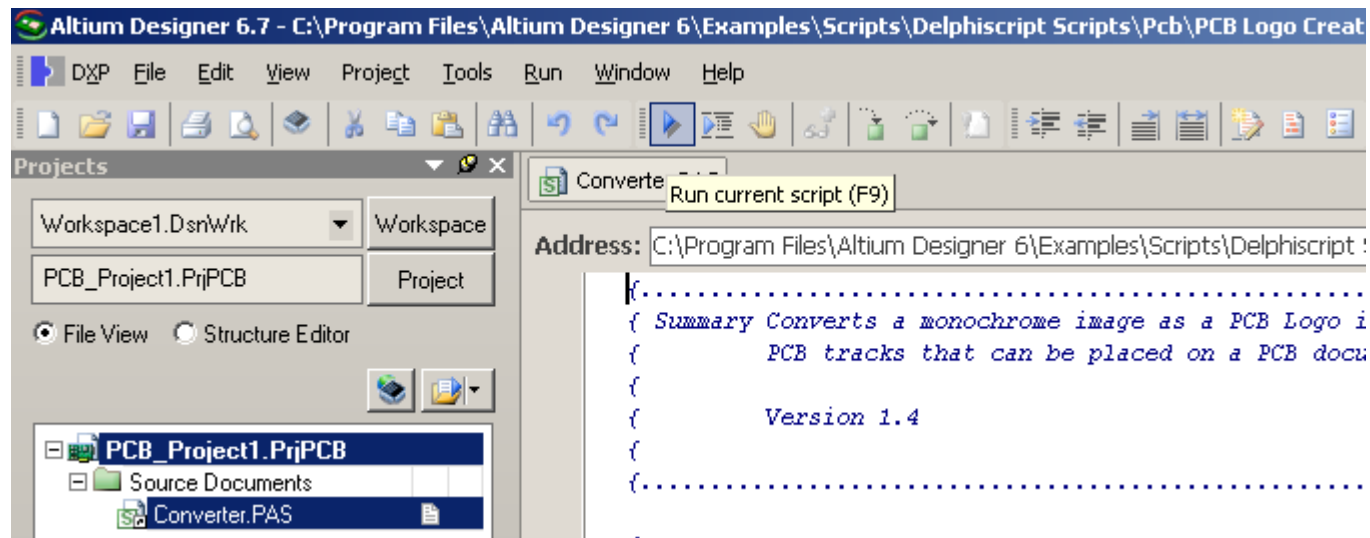 Altium Designer 6.7 - C:\Program Files\Altium Designer 6\Examples\Scripts\Delphiscript Scripts\Pcb\PCB Logo Creat
DXP File Edit View Project Tools Run Window Help
Projects
Workspace1.DsnWrk Workspace
PCB_Project1.PrjPCB Project
File View Structure Editor
PCB_Project1.PrjPCB
Source Documents
Converter.PAS
Converte
Run current script (F9)
Address: C:\Program Files\Altium Designer 6\Examples\Scripts\Delphiscript
{......................................................
{ Summary Converts a monochrome image as a PCB Logo i
{ PCB tracks that can be placed on a PCB docu
{
{ Version 1.4
{
{......................................................